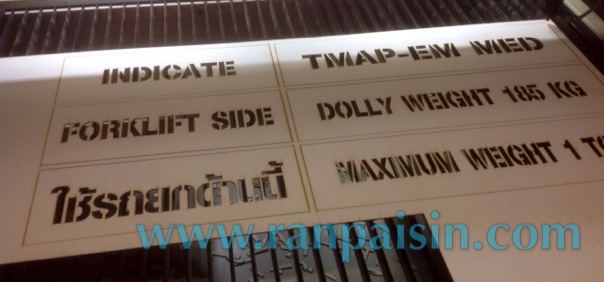 INDICATE
FORKLIFT SIDE
ใช้รถยกด้านนี้
TMAP-EM MED
DOLLY WEIGHT 185 KG
MAXIMUM WEIGHT 1
www.ranpaisin.com